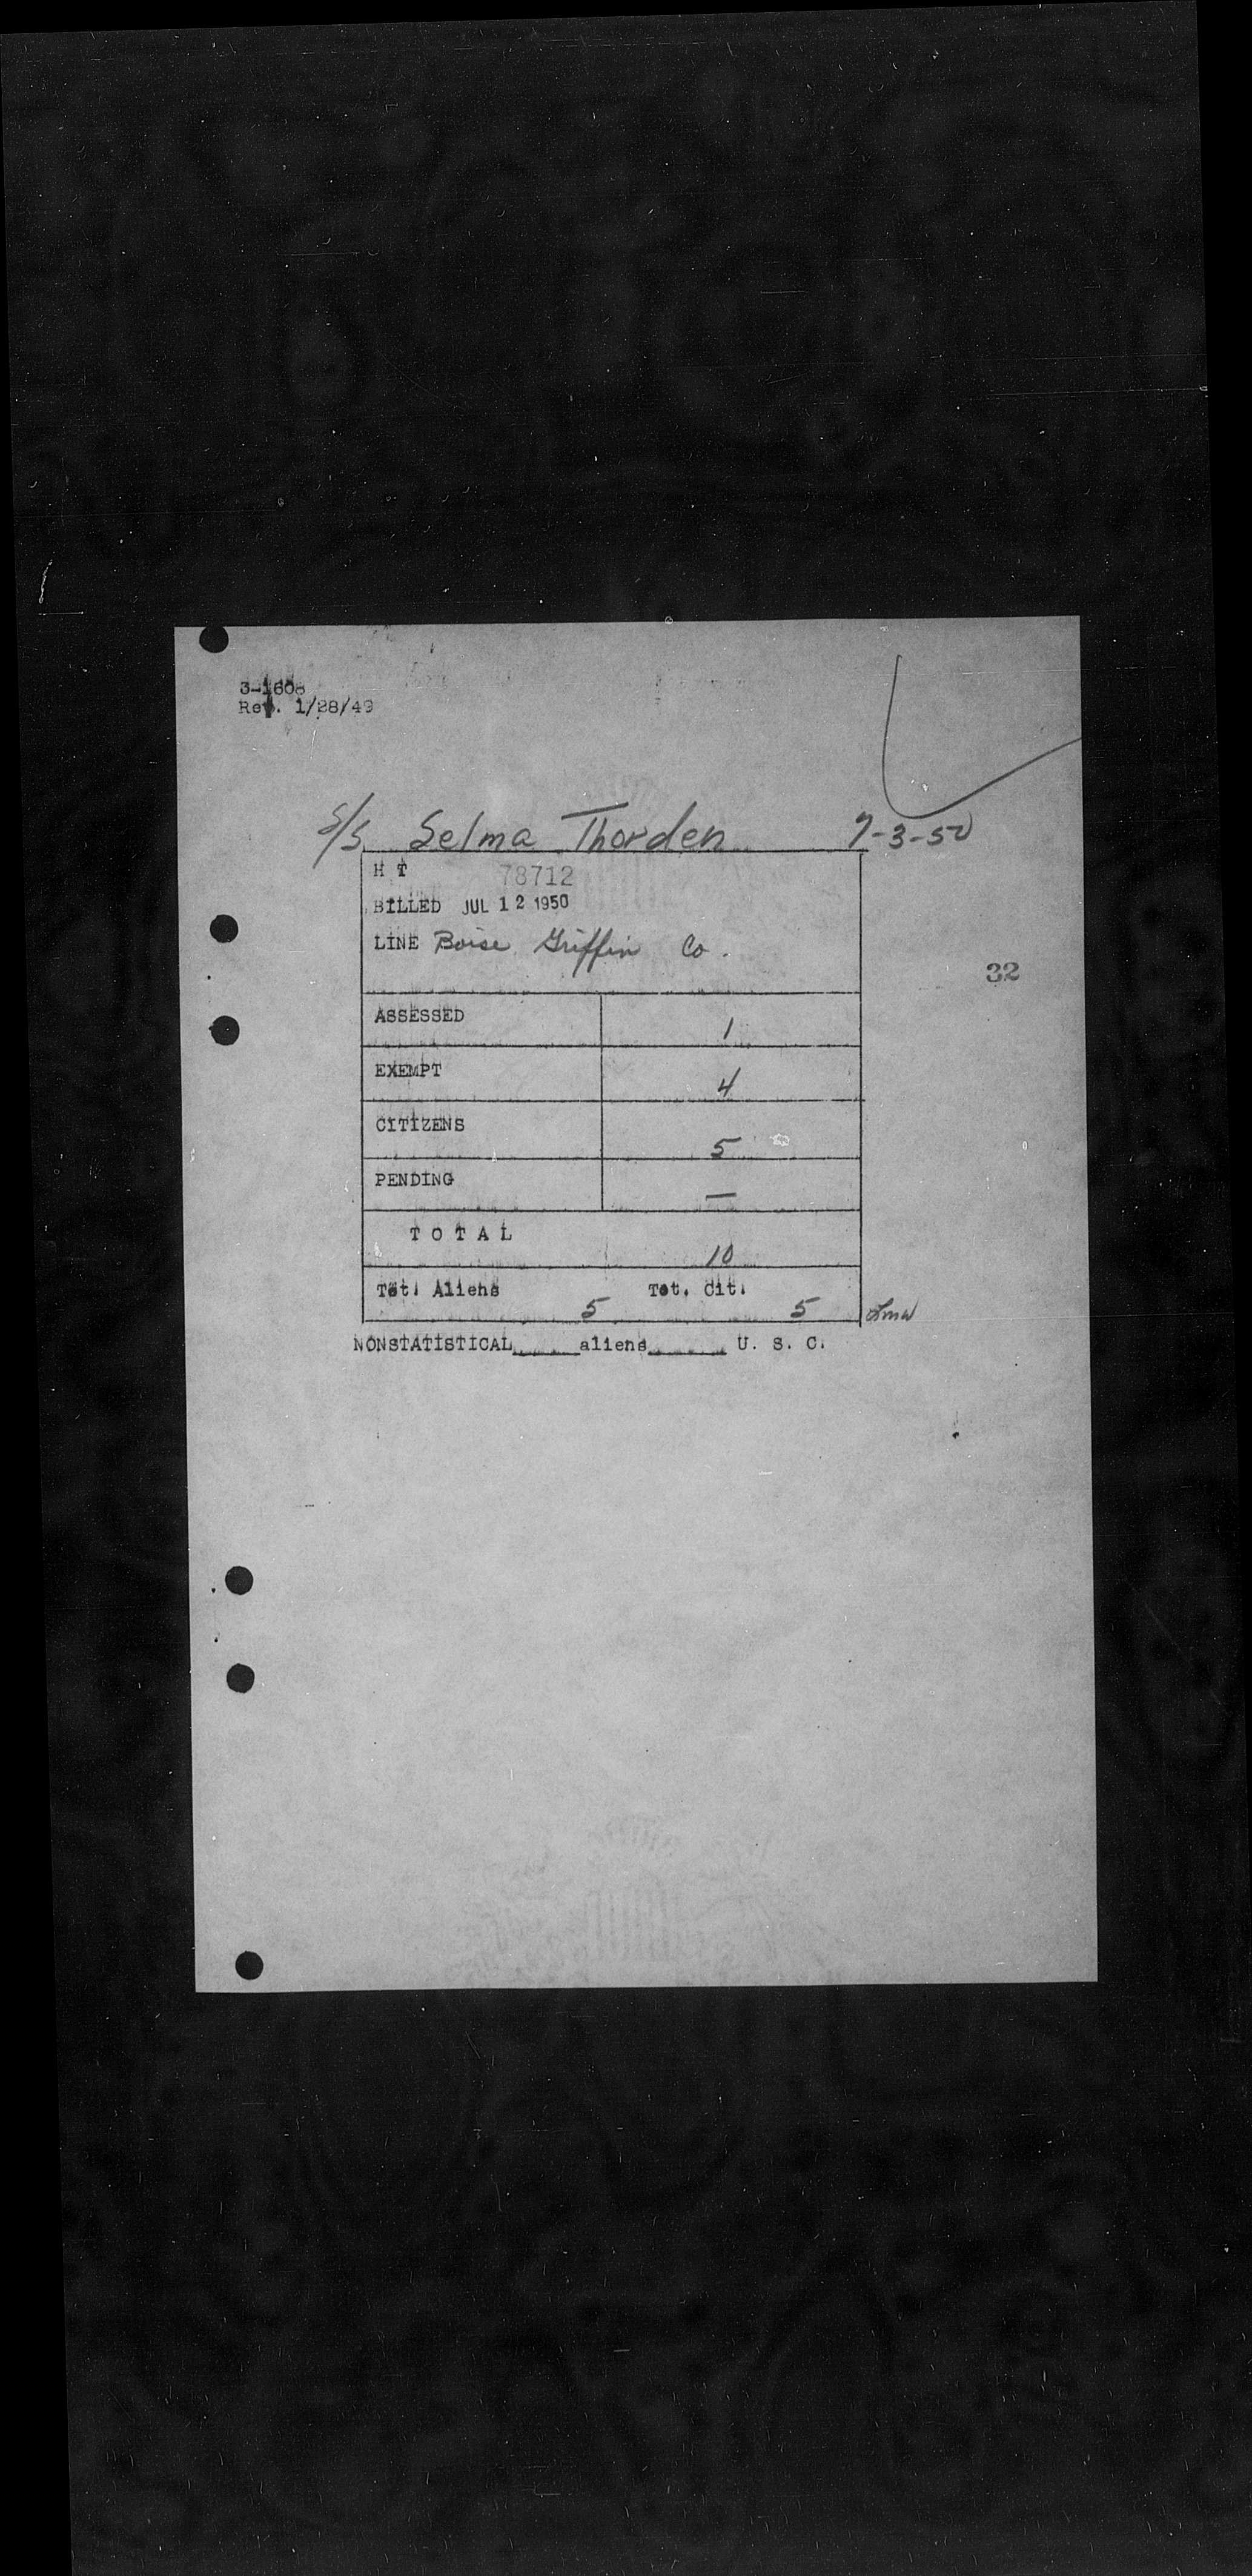 3-1608
Rev. 1/28/49
S/S Selma Thorden 7-3-50
H T 78712
BILLED JUL 12 1950
LINE Boise Griffin Co.
32
ASSESSED 1
EXEMPT 4
CITIZENS 5
PENDING —
T O T A L 10
Tot. Aliens 5 Tot. Cit. 5
NONSTATISTICAL aliens U. S. C.